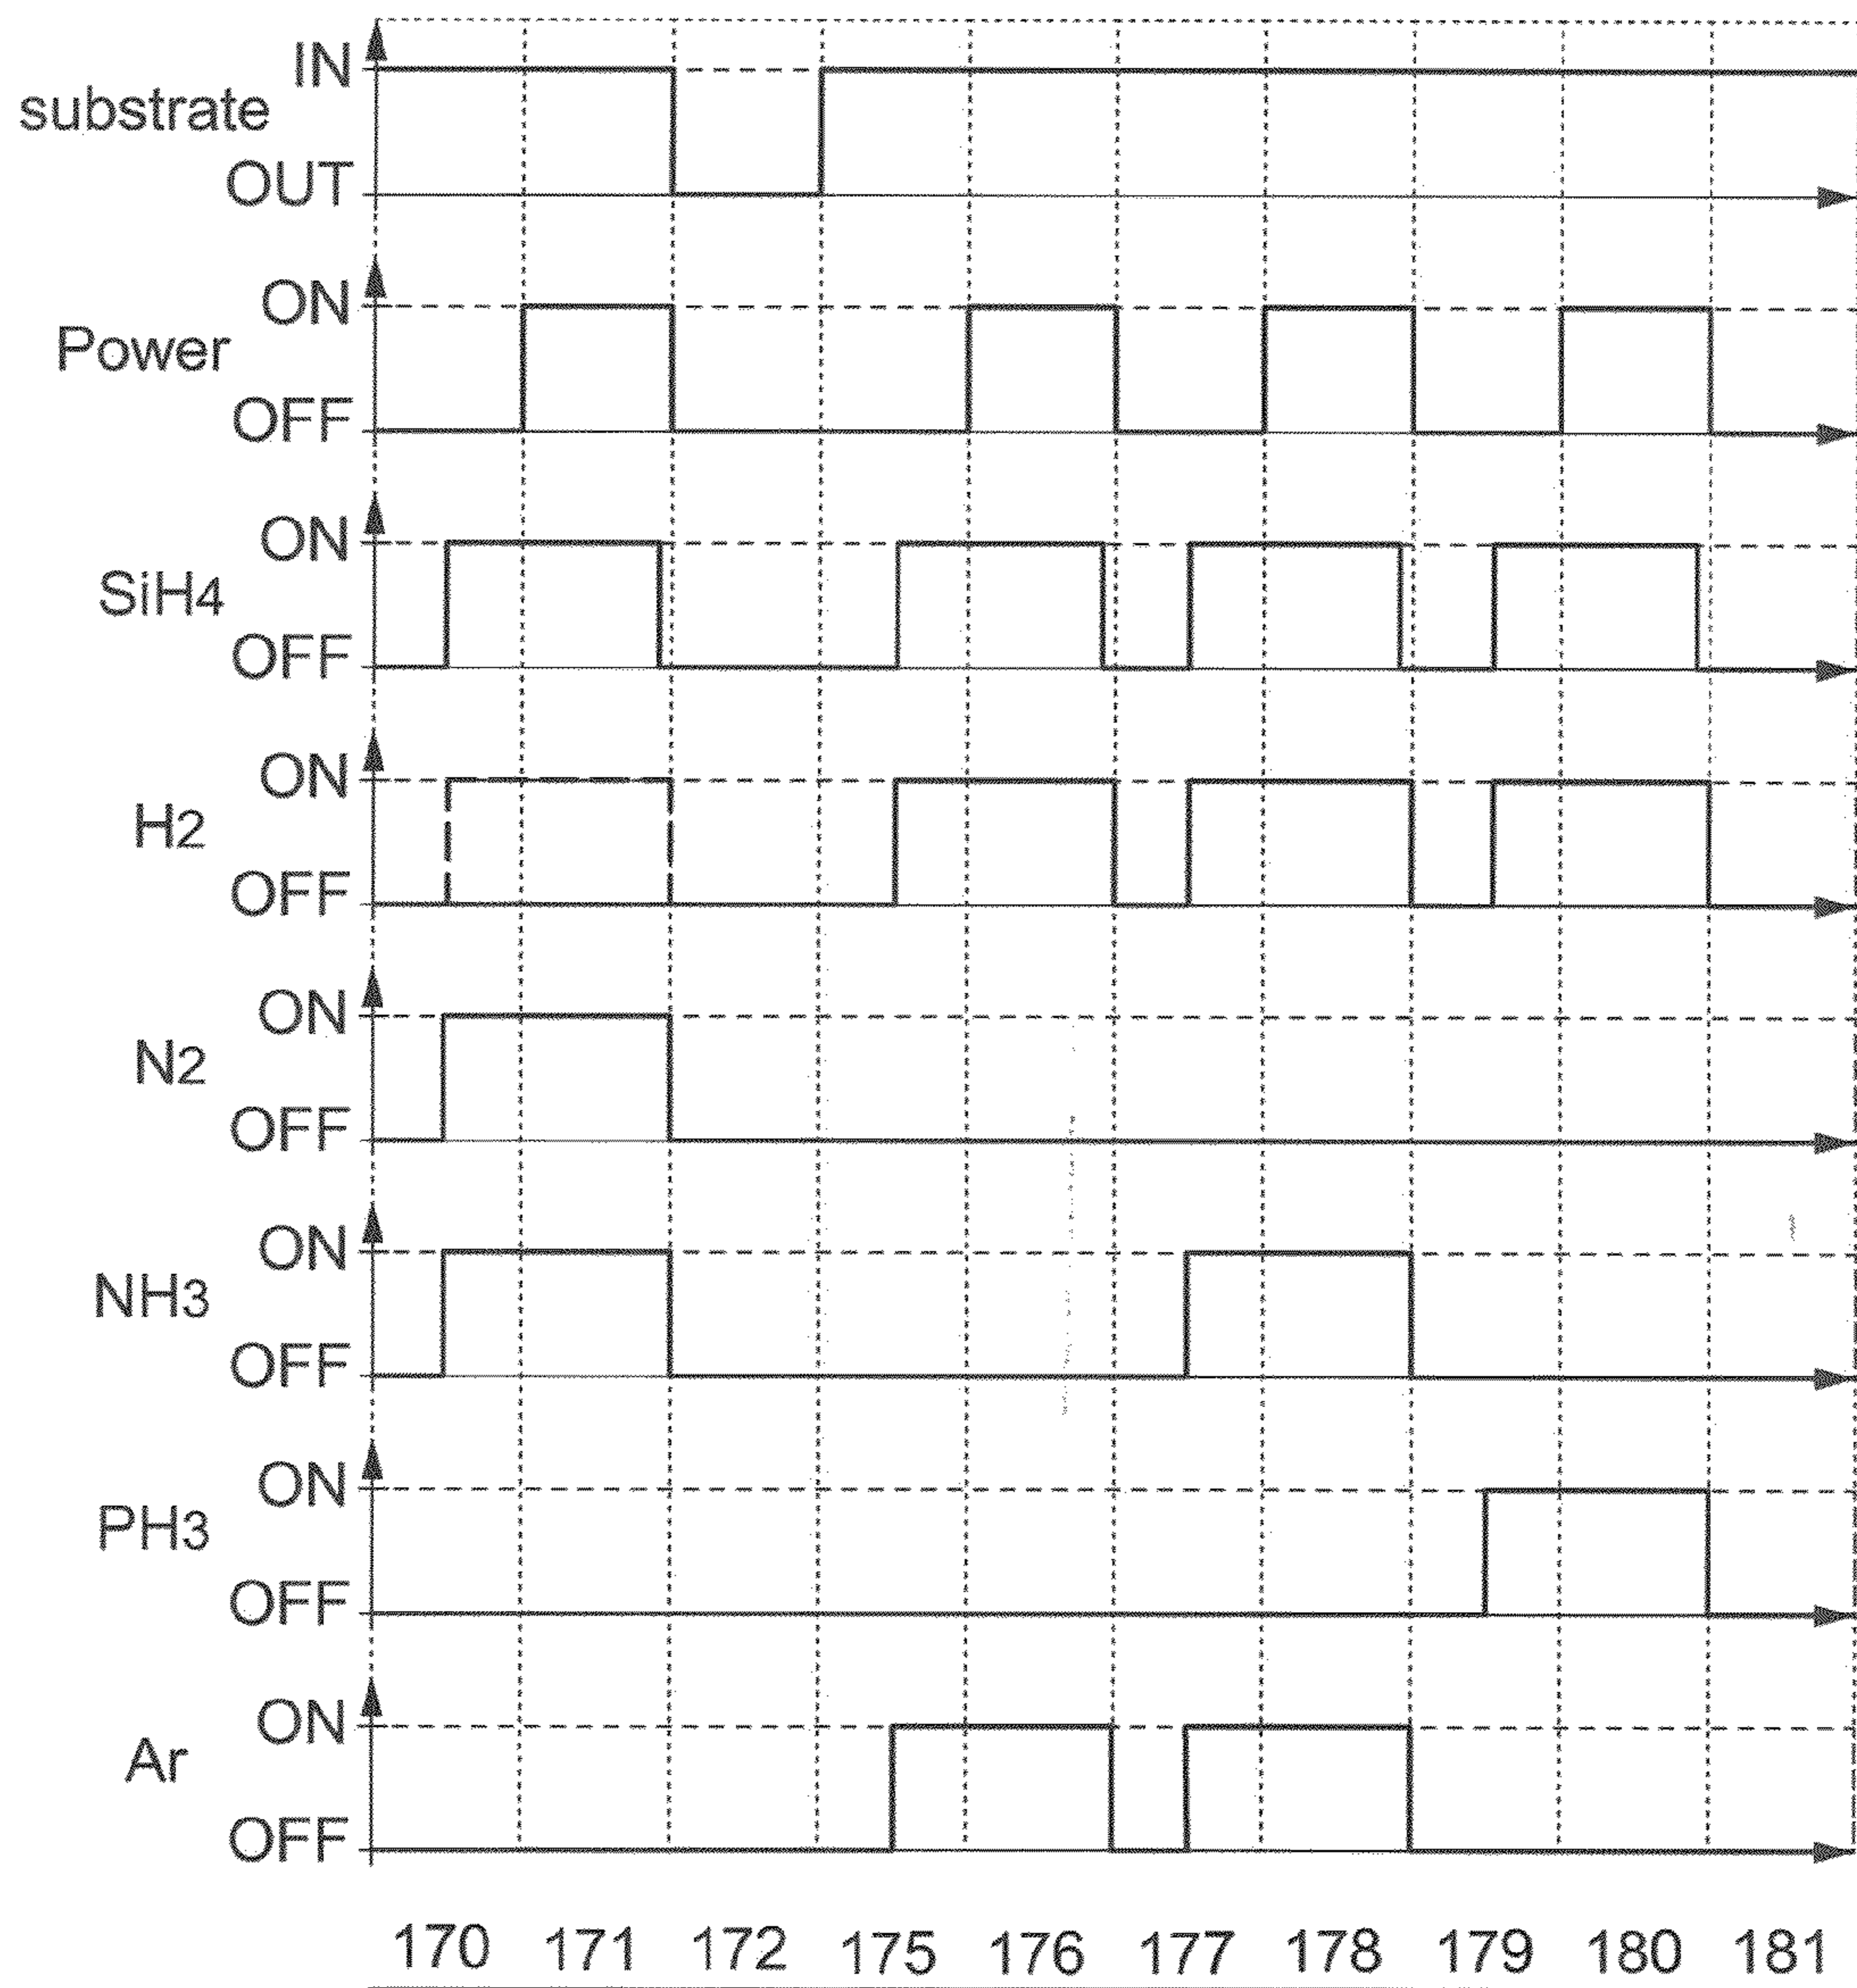 IN
substrate
OUT
ON
Power
OFF
ON
SiH4
OFF
ON
H2
OFF
ON
N2
OFF
ON
NH3
OFF
ON
PH3
OFF
ON
Ar
OFF
170 171 172 175 176 177 178 179 180 181